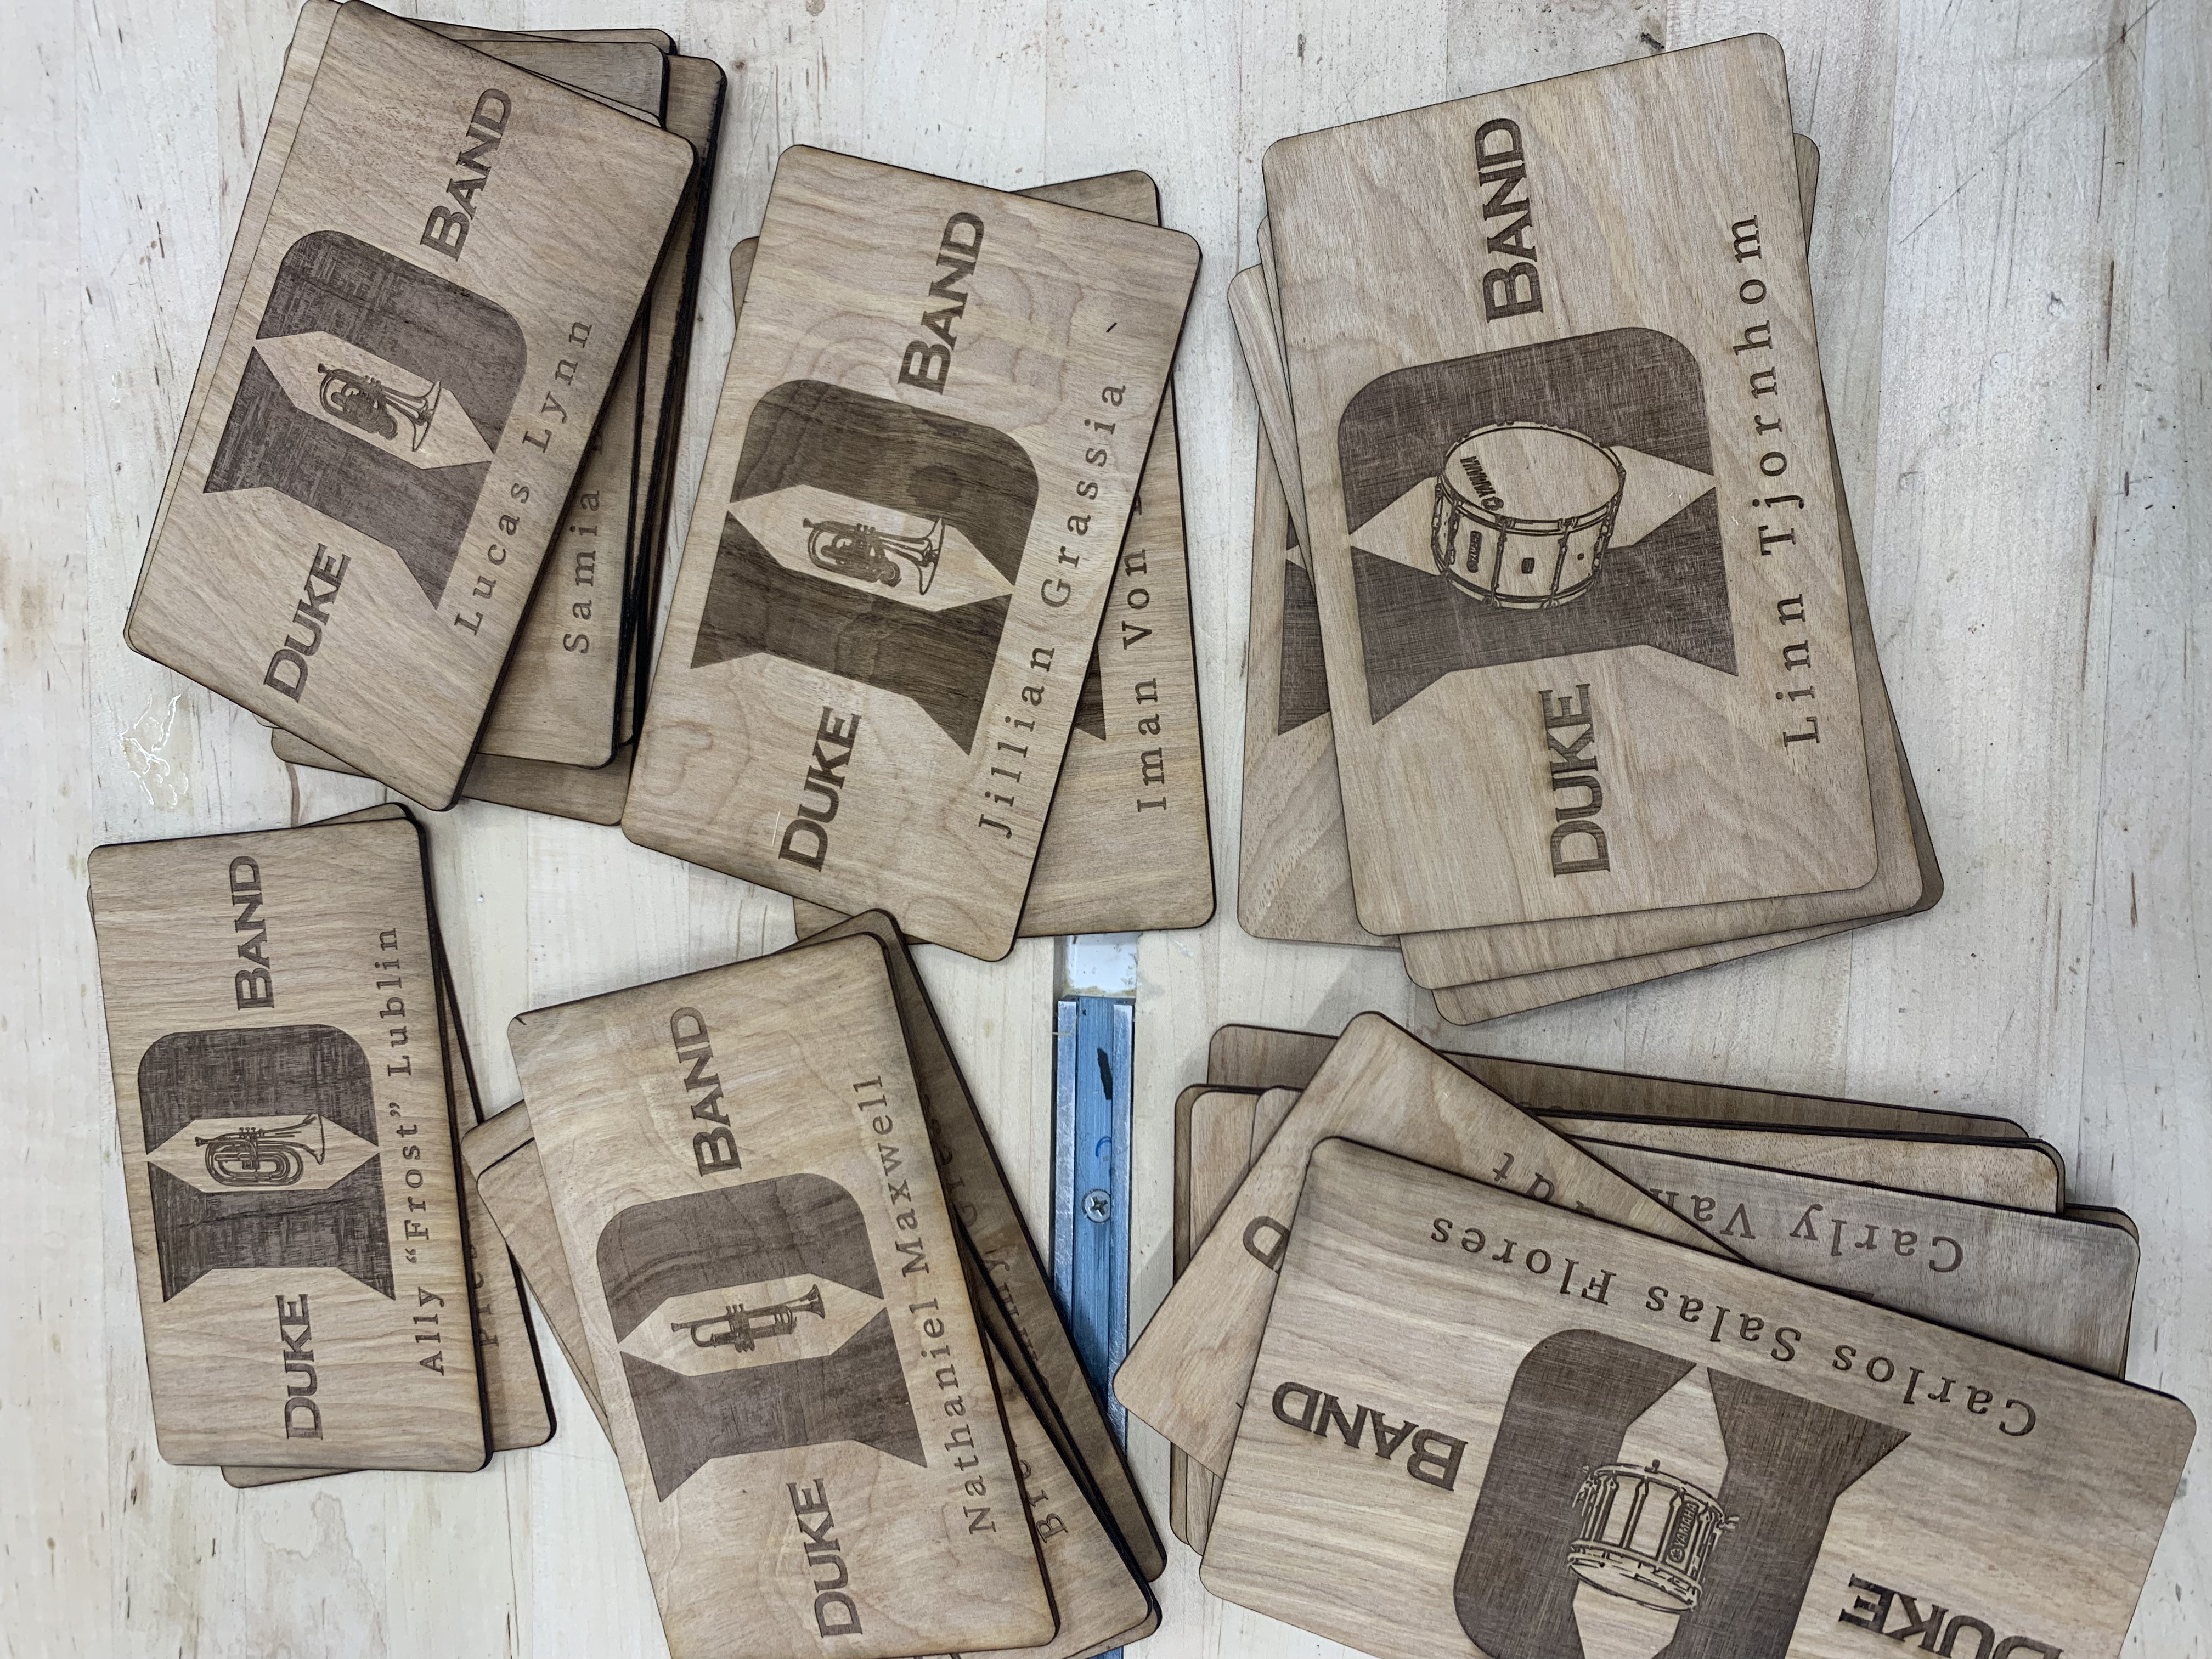 DUKE BAND
Ally “Frost” Lublin
DUKE BAND
Lucas Lynn
Samia
DUKE BAND
Nathaniel Maxwell
DUKE BAND
Jillian Grassia
Iman Von
DUKE BAND
YAMAHA
Carlos Salas Flores
Carly
DUKE BAND
YAMAHA
YAMAHA
Linn Tjornhom